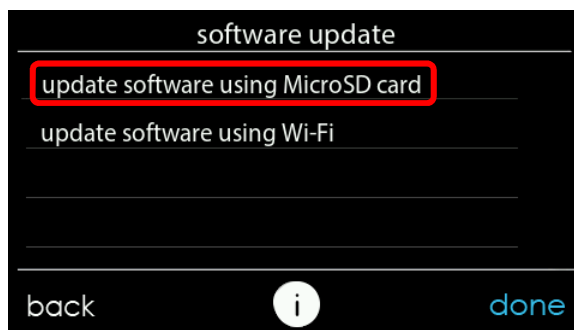 software update
update software using MicroSD card
update software using Wi-Fi
back i done